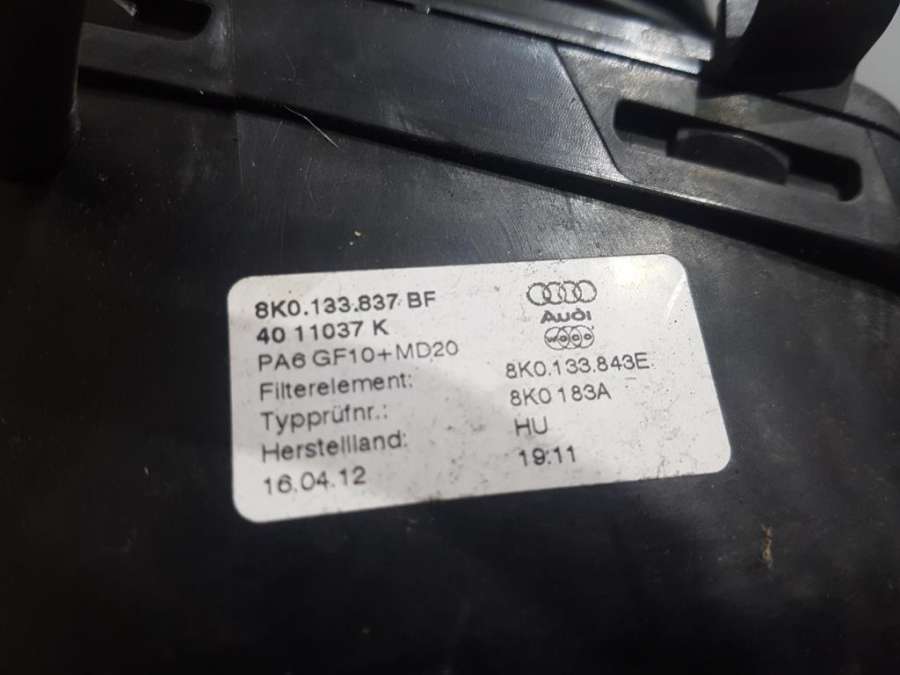 8K0.133.837 BF
40 11037 K
PA6 GF10+MD20
Filterelement: 8K0.133.843E
Typprüfnr.: 8K0 183A
Herstellland: HU
16.04.12 19:11
Audi